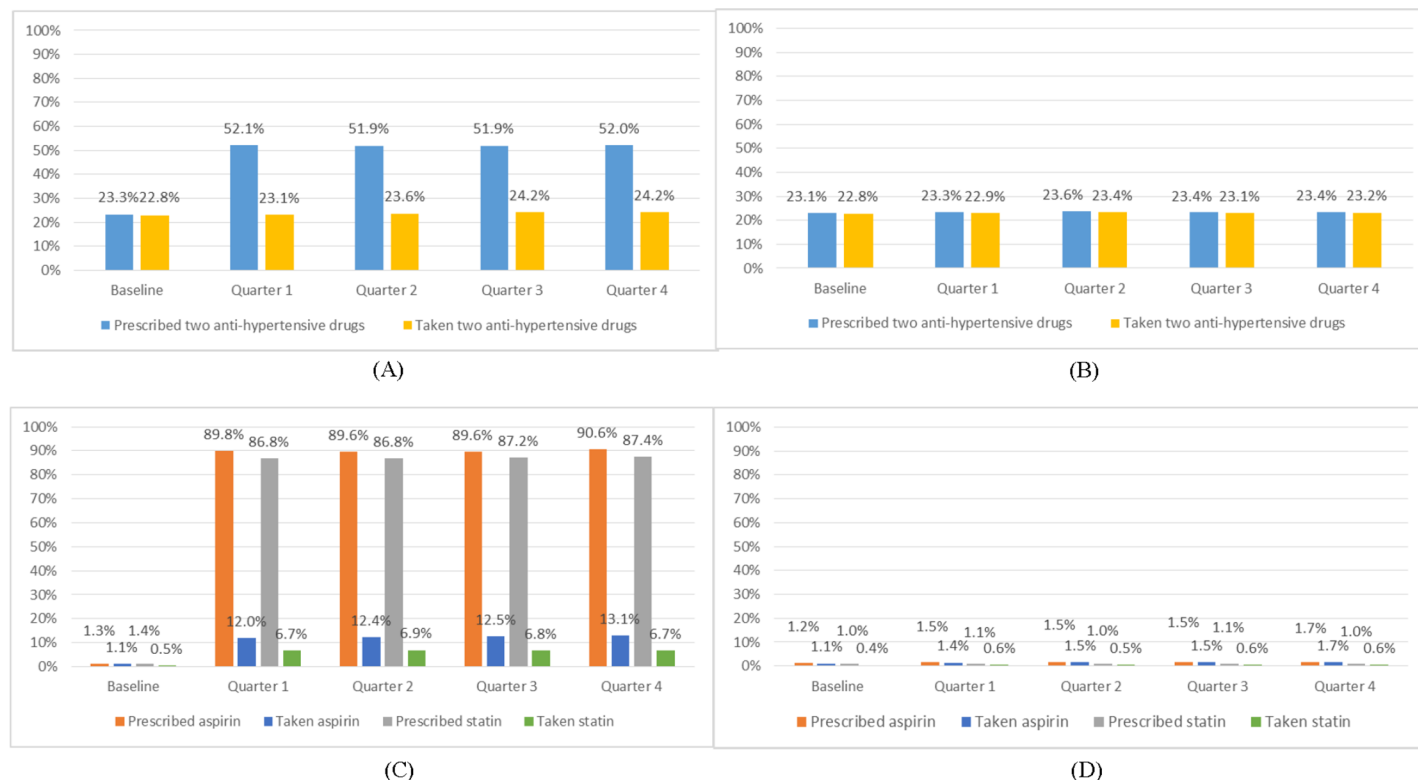 100%
90%
80%
70%
60%
50%
40%
30%
20%
10%
0%
52.1% 51.9% 51.9% 52.0%
23.3% 22.8% 23.1% 23.6% 24.2% 24.2%
Baseline Quarter 1 Quarter 2 Quarter 3 Quarter 4
Prescribed two anti-hypertensive drugs Taken two anti-hypertensive drugs
(A)
100%
90%
80%
70%
60%
50%
40%
30%
20%
10%
0%
23.1% 22.8% 23.3% 22.9% 23.6% 23.4% 23.4% 23.1% 23.4% 23.2%
Baseline Quarter 1 Quarter 2 Quarter 3 Quarter 4
Prescribed two anti-hypertensive drugs Taken two anti-hypertensive drugs
(B)
100%
90%
80%
70%
60%
50%
40%
30%
20%
10%
0%
89.8% 86.8% 89.6% 86.8% 89.6% 87.2% 90.6% 87.4%
1.3% 1.4% 12.0% 6.7% 12.4% 6.9% 12.5% 6.8% 13.1% 6.7%
1.1% 0.5%
Baseline Quarter 1 Quarter 2 Quarter 3 Quarter 4
Prescribed aspirin Taken aspirin Prescribed statin Taken statin
(C)
100%
90%
80%
70%
60%
50%
40%
30%
20%
10%
0%
1.2% 1.0% 1.5% 1.1% 1.5% 1.0% 1.5% 1.1% 1.7% 1.0%
1.1% 0.4% 1.4% 0.6% 1.5% 0.5% 1.5% 0.6% 1.7% 0.6%
Baseline Quarter 1 Quarter 2 Quarter 3 Quarter 4
Prescribed aspirin Taken aspirin Prescribed statin Taken statin
(D)